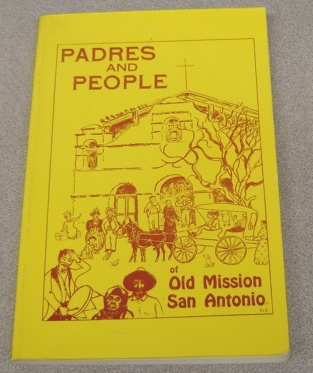 PADRES
AND
PEOPLE
of
Old Mission
San Antonio